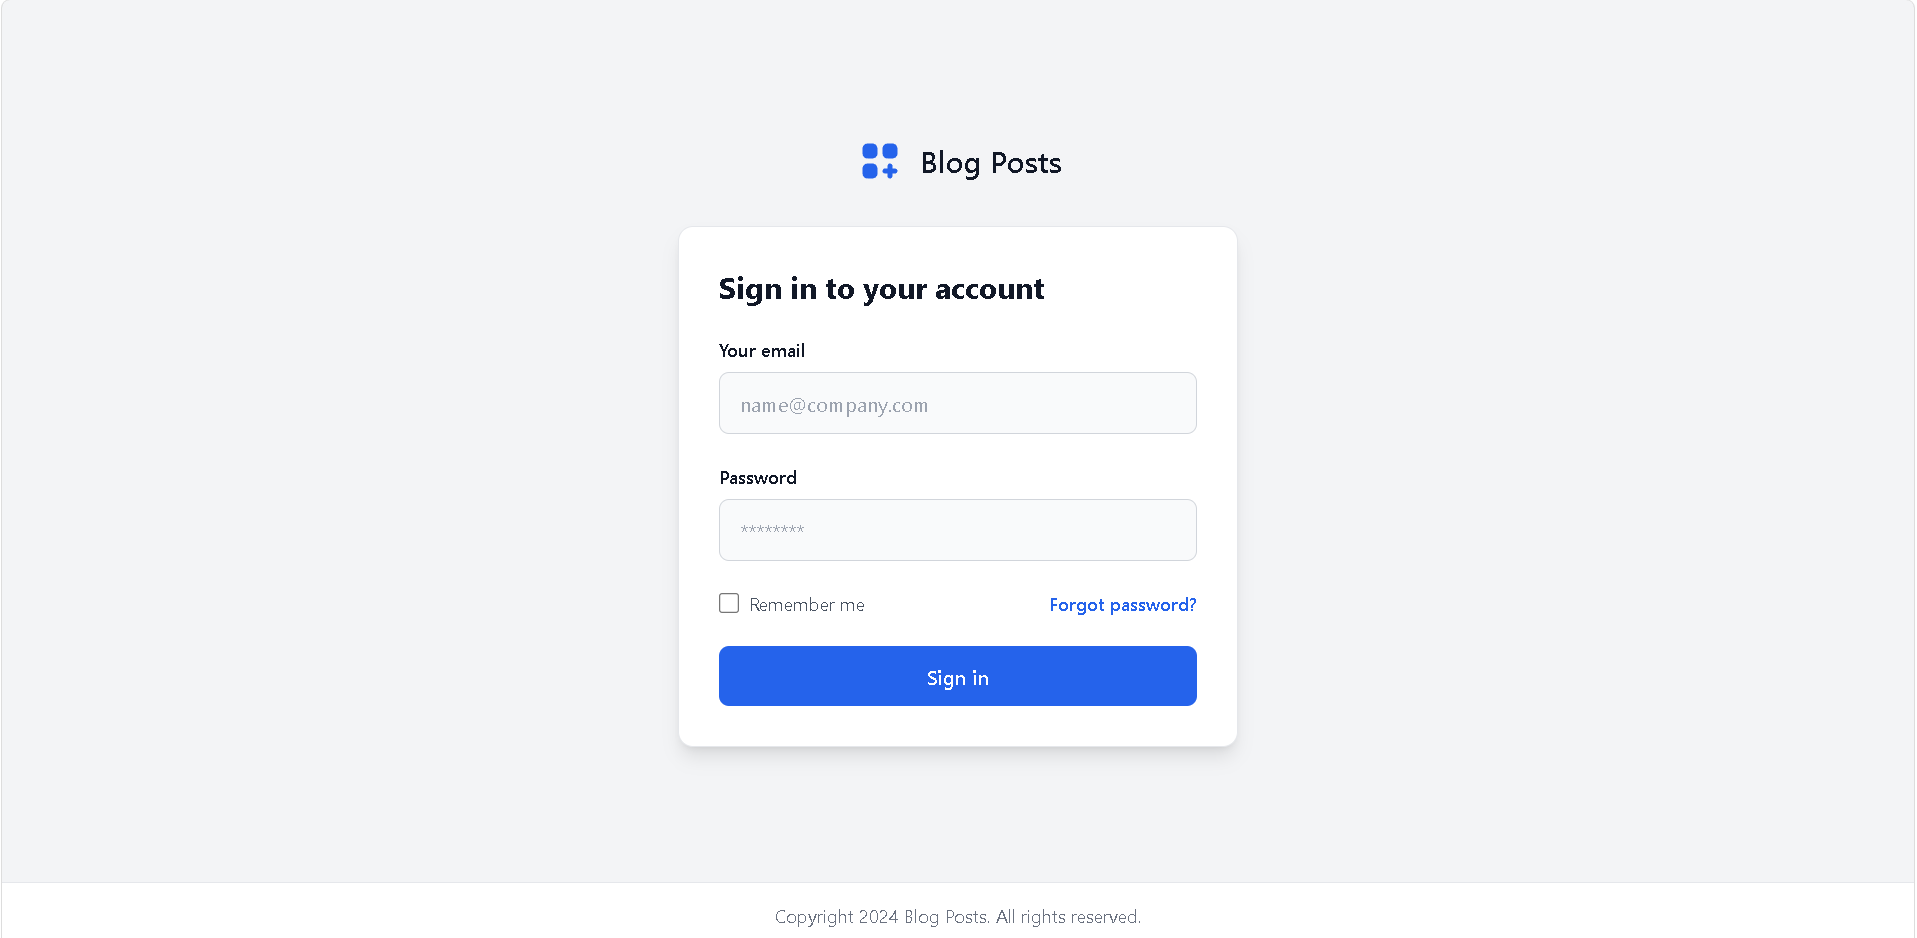 Blog Posts
Sign in to your account
Your email
name@company.com
Password
********
Remember me
Forgot password?
Sign in
Copyright 2024 Blog Posts. All rights reserved.